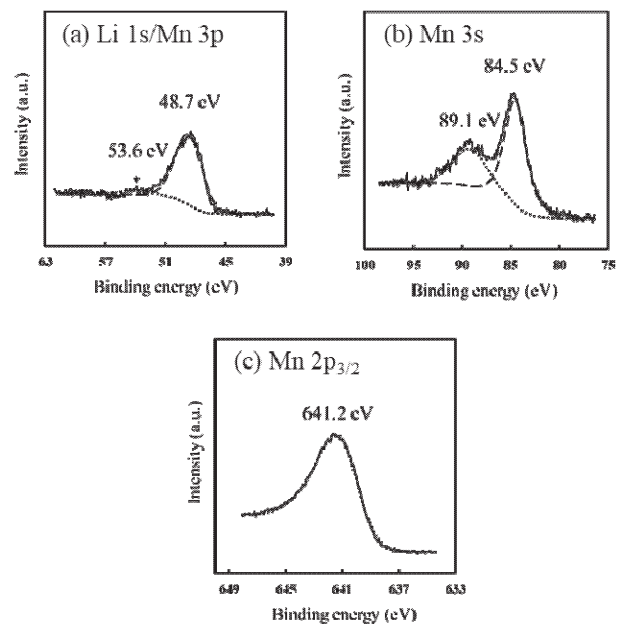 (a) Li 1s/Mn 3p
48.7 eV
53.6 eV
Intensity (a.u.)
63 57 51 45 39
Binding energy (eV)
(b) Mn 3s
84.5 eV
89.1 eV
Intensity (a.u.)
100 95 90 85 80 75
Binding energy (eV)
(c) Mn 2p3/2
641.2 eV
Intensity (a.u.)
649 645 641 637 633
Binding energy (eV)